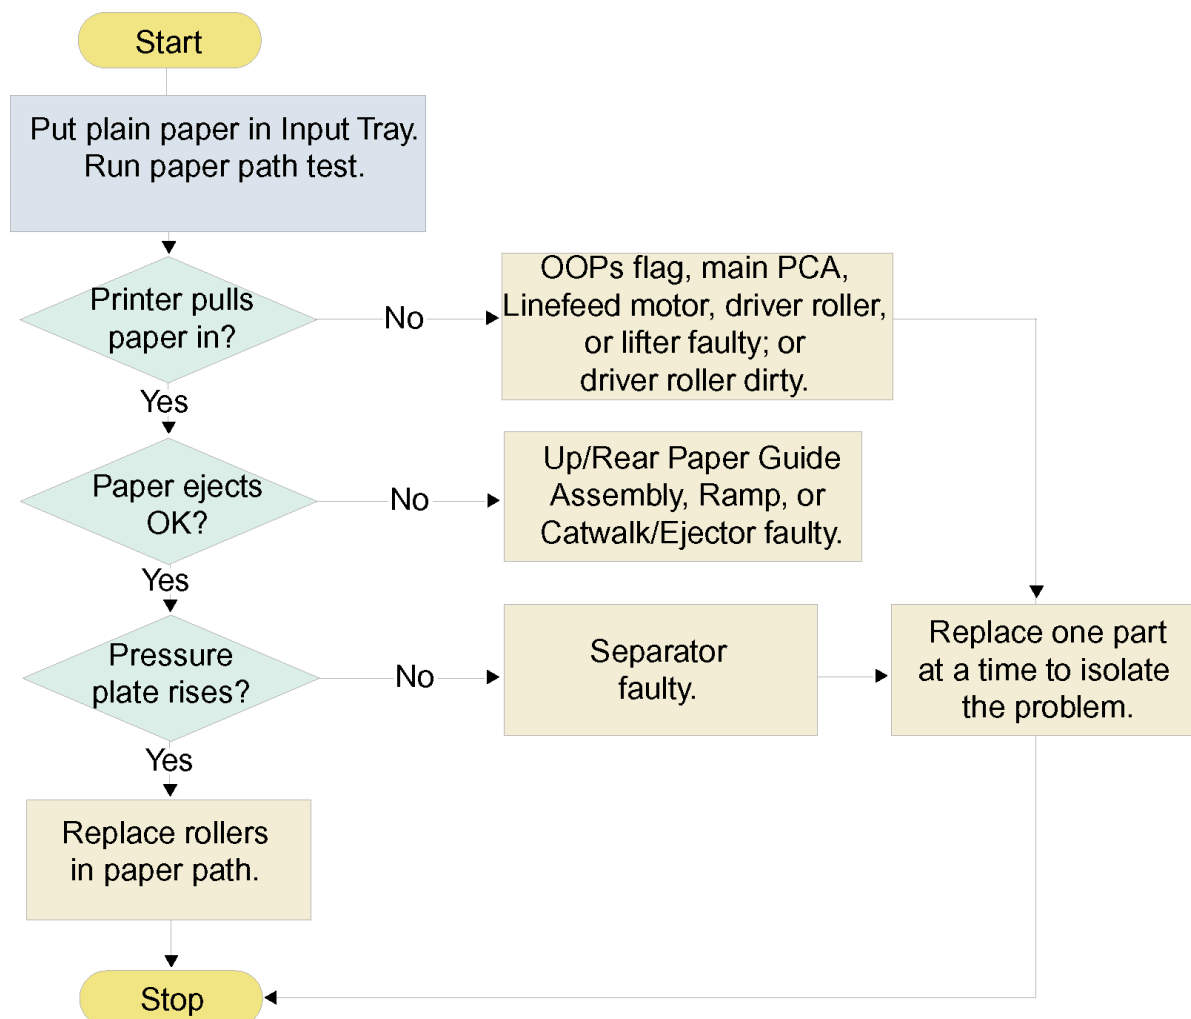 Start
Put plain paper in Input Tray.
Run paper path test.
Printer pulls
paper in?
No
OOPs flag, main PCA,
Linefeed motor, driver roller,
or lifter faulty; or
driver roller dirty.
Yes
Paper ejects
OK?
No
Up/Rear Paper Guide
Assembly, Ramp, or
Catwalk/Ejector faulty.
Yes
Pressure
plate rises?
No
Separator
faulty.
Replace one part
at a time to isolate
the problem.
Yes
Replace rollers
in paper path.
Stop